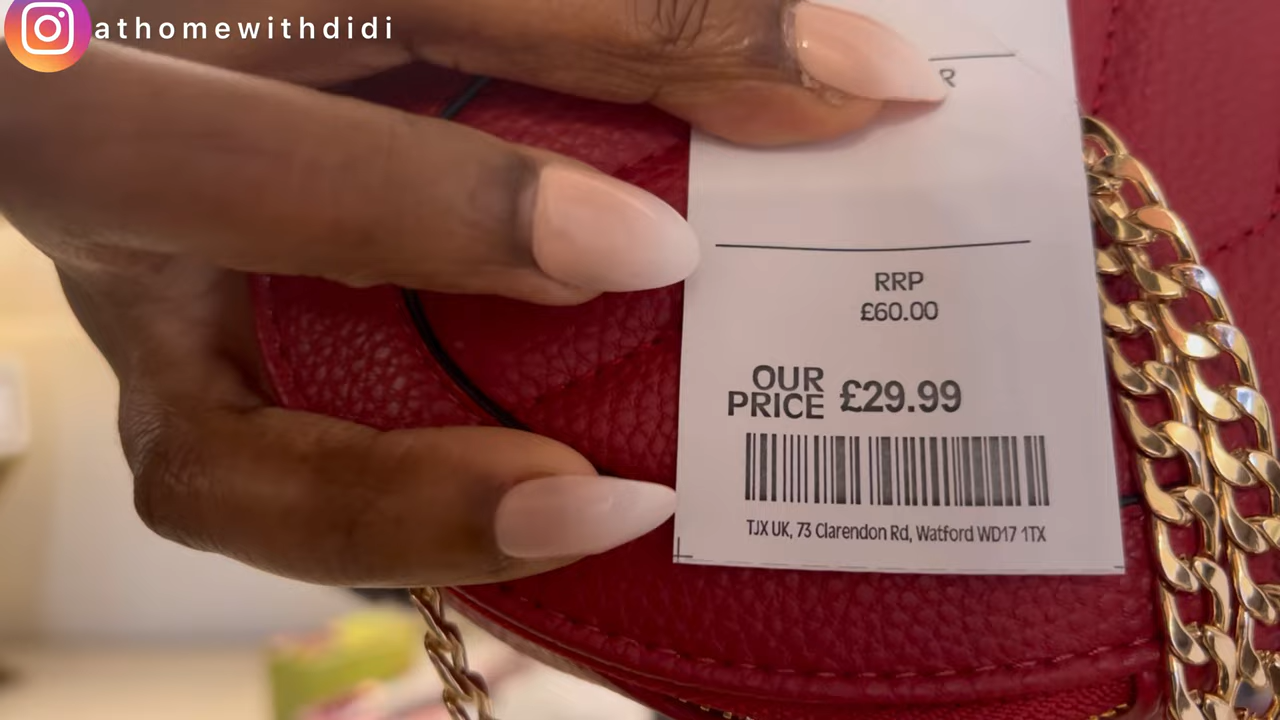 athomewithdidi
R
RRP
£60.00
OUR
PRICE £29.99
TJX UK, 73 Clarendon Rd, Watford WD17 1TX